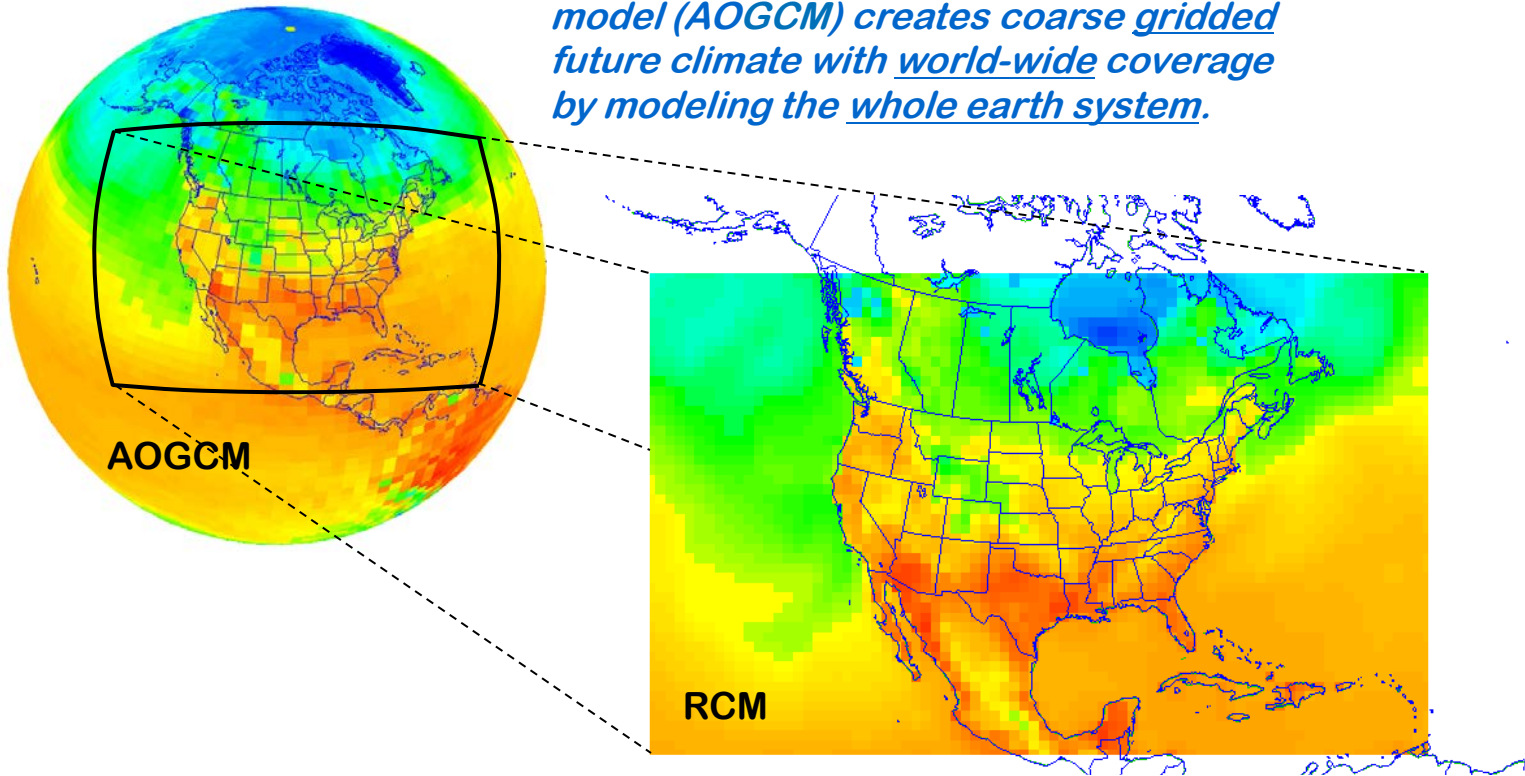 model (AOGCM) creates coarse gridded
future climate with world-wide coverage
by modeling the whole earth system.
AOGCM
RCM